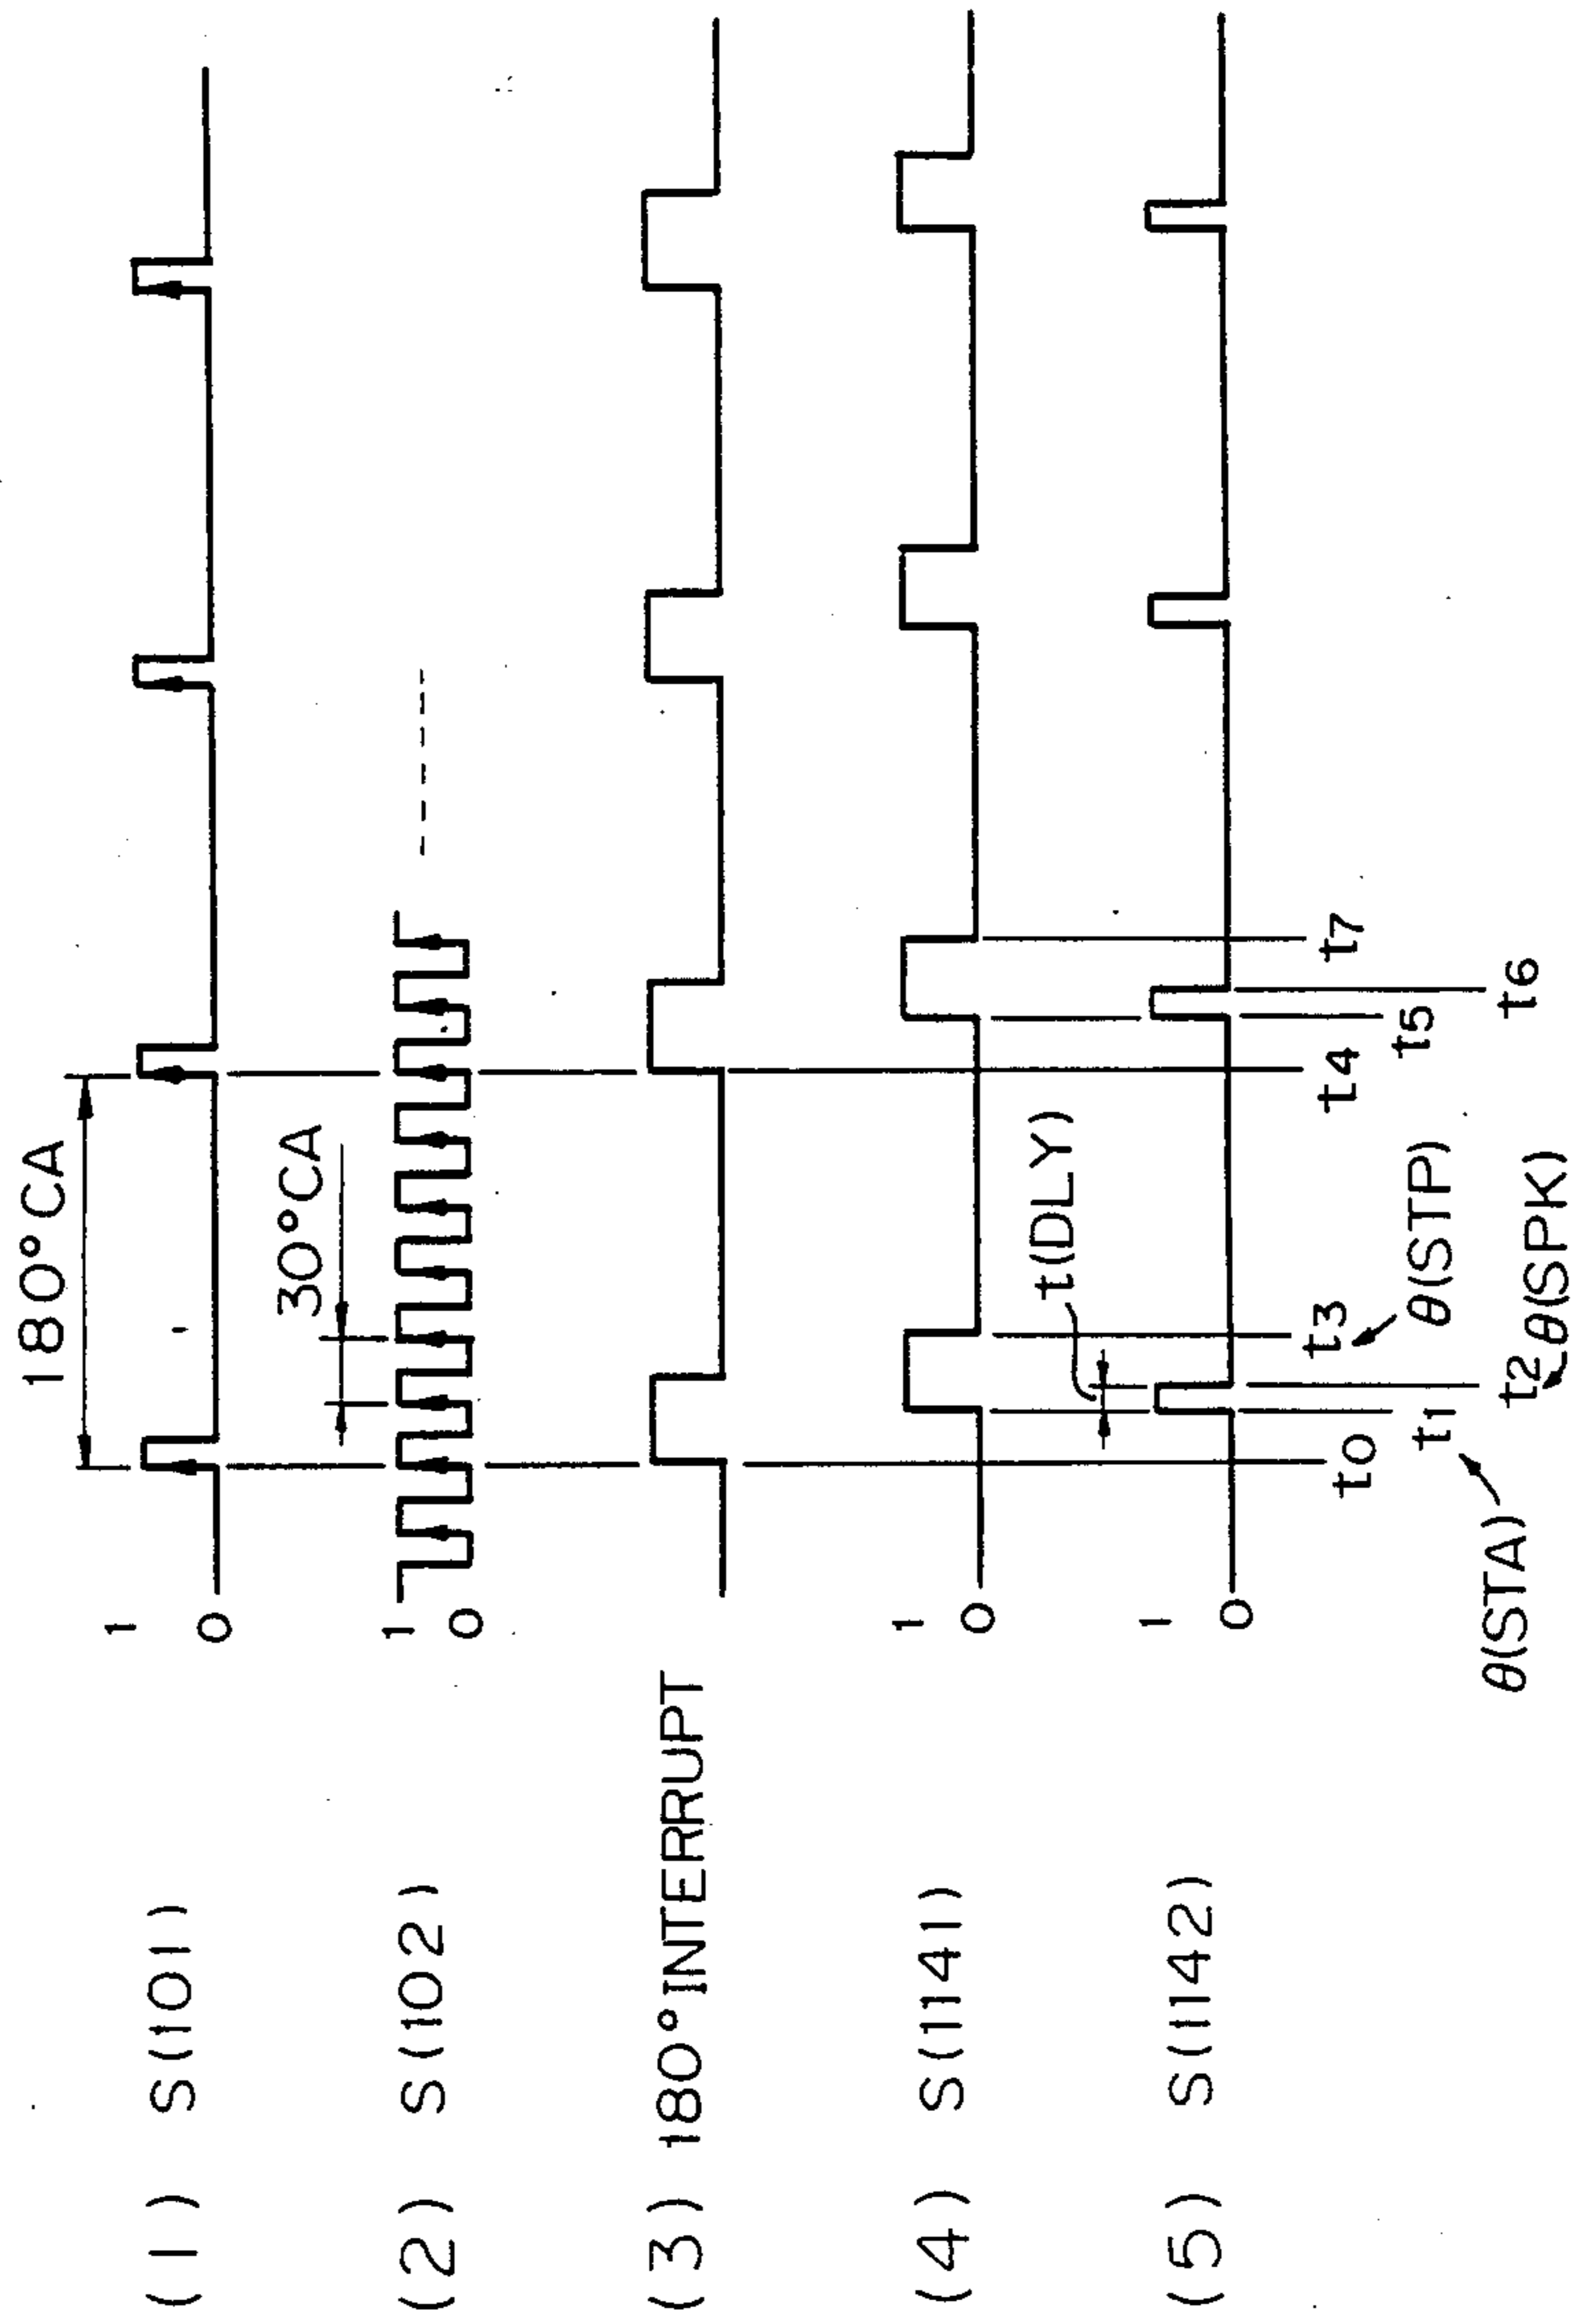 180°CA
(1) S(101)
1
0
30°CA
(2) S(102)
1
0
(3) 180°INTERRUPT
(4) S(1141)
1
0
t(DLY)
(5) S(1142)
1
0
t0
t3
t4
t7
θ(STP)
t1
t5
θ(STA)
t2
θ(SPK)
t6